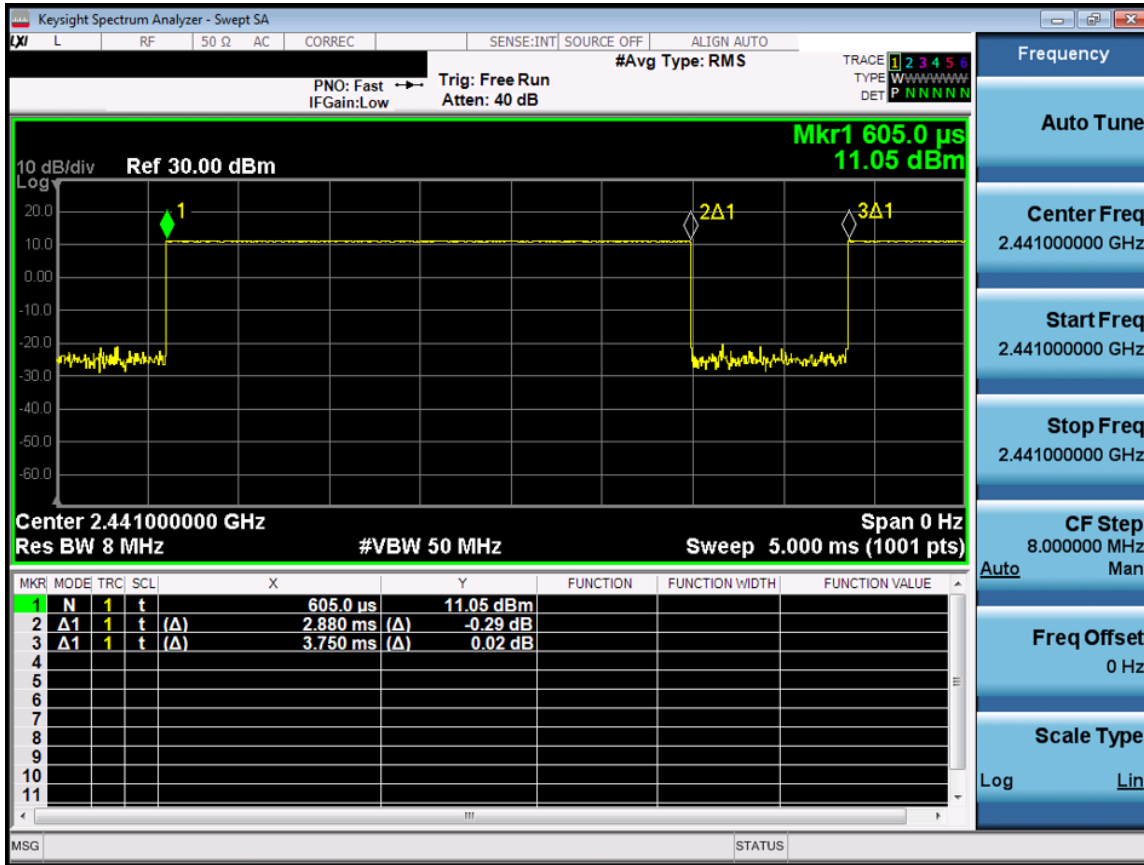 Keysight Spectrum Analyzer - Swept SA
LXI L RF 50 Ω AC CORREC SENSE:INT SOURCE OFF ALIGN AUTO
#Avg Type: RMS
PNO: Fast
IFGain:Low
Trig: Free Run
Atten: 40 dB
TRACE 1 2 3 4 5 6
TYPE WWWWWW
DET P N N N N N
Mkr1 605.0 µs
11.05 dBm
10 dB/div Ref 30.00 dBm
Log
20.0
10.0
0.00
-10.0
-20.0
-30.0
-40.0
-50.0
-60.0
1
2Δ1
3Δ1
Center 2.441000000 GHz Span 0 Hz
Res BW 8 MHz #VBW 50 MHz Sweep 5.000 ms (1001 pts)
MKR MODE TRC SCL X Y FUNCTION FUNCTION WIDTH FUNCTION VALUE
1 N 1 t 605.0 µs 11.05 dBm
2 Δ1 1 t (Δ) 2.880 ms (Δ) -0.29 dB
3 Δ1 1 t (Δ) 3.750 ms (Δ) 0.02 dB
4
5
6
7
8
9
10
11
MSG STATUS
Frequency
Auto Tune
Center Freq
2.441000000 GHz
Start Freq
2.441000000 GHz
Stop Freq
2.441000000 GHz
CF Step
8.000000 MHz
Auto Man
Freq Offset
0 Hz
Scale Type
Log Lin